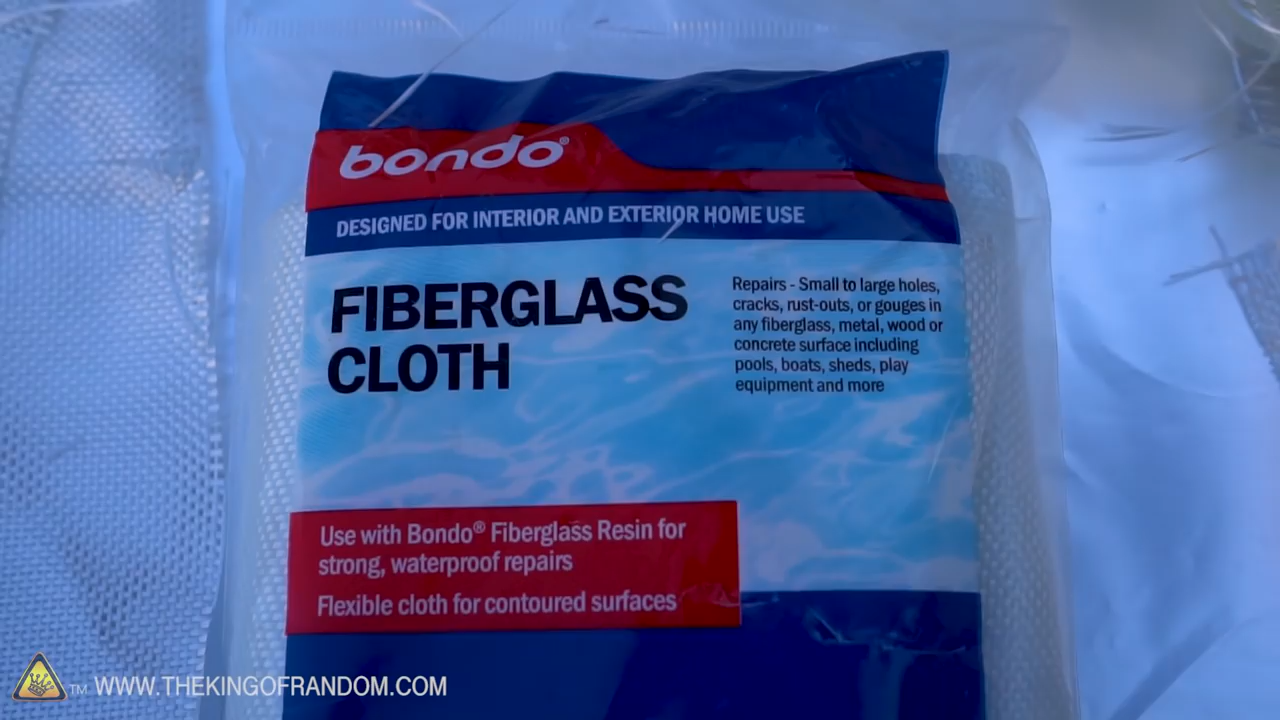 bondo®
DESIGNED FOR INTERIOR AND EXTERIOR HOME USE
FIBERGLASS
CLOTH
Repairs - Small to large holes,
cracks, rust-outs, or gouges in
any fiberglass, metal, wood or
concrete surface including
pools, boats, sheds, play
equipment and more
Use with Bondo® Fiberglass Resin for
strong, waterproof repairs
Flexible cloth for contoured surfaces
TM WWW.THEKINGOFRANDOM.COM